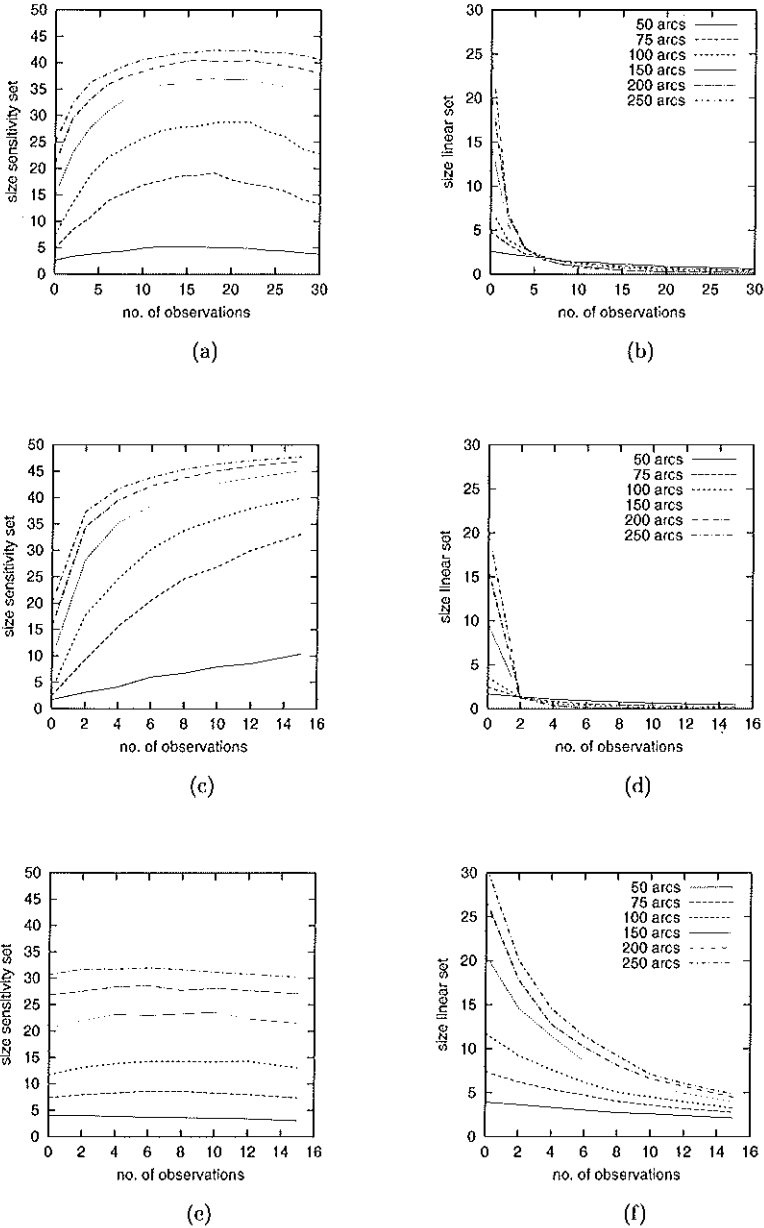 50
45
40
35
30
25
20
15
10
5
0
size sensitivity set
0 5 10 15 20 25 30
no. of observations
(a)
30
25
20
15
10
5
0
size linear set
50 arcs
75 arcs
100 arcs
150 arcs
200 arcs
250 arcs
0 5 10 15 20 25 30
no. of observations
(b)
50
45
40
35
30
25
20
15
10
5
0
size sensitivity set
0 2 4 6 8 10 12 14 16
no. of observations
(c)
30
25
20
15
10
5
0
size linear set
50 arcs
75 arcs
100 arcs
150 arcs
200 arcs
250 arcs
0 2 4 6 8 10 12 14 16
no. of observations
(d)
50
45
40
35
30
25
20
15
10
5
0
size sensitivity set
0 2 4 6 8 10 12 14 16
no. of observations
(e)
30
25
20
15
10
5
0
size linear set
50 arcs
75 arcs
100 arcs
150 arcs
200 arcs
250 arcs
0 2 4 6 8 10 12 14 16
no. of observations
(f)